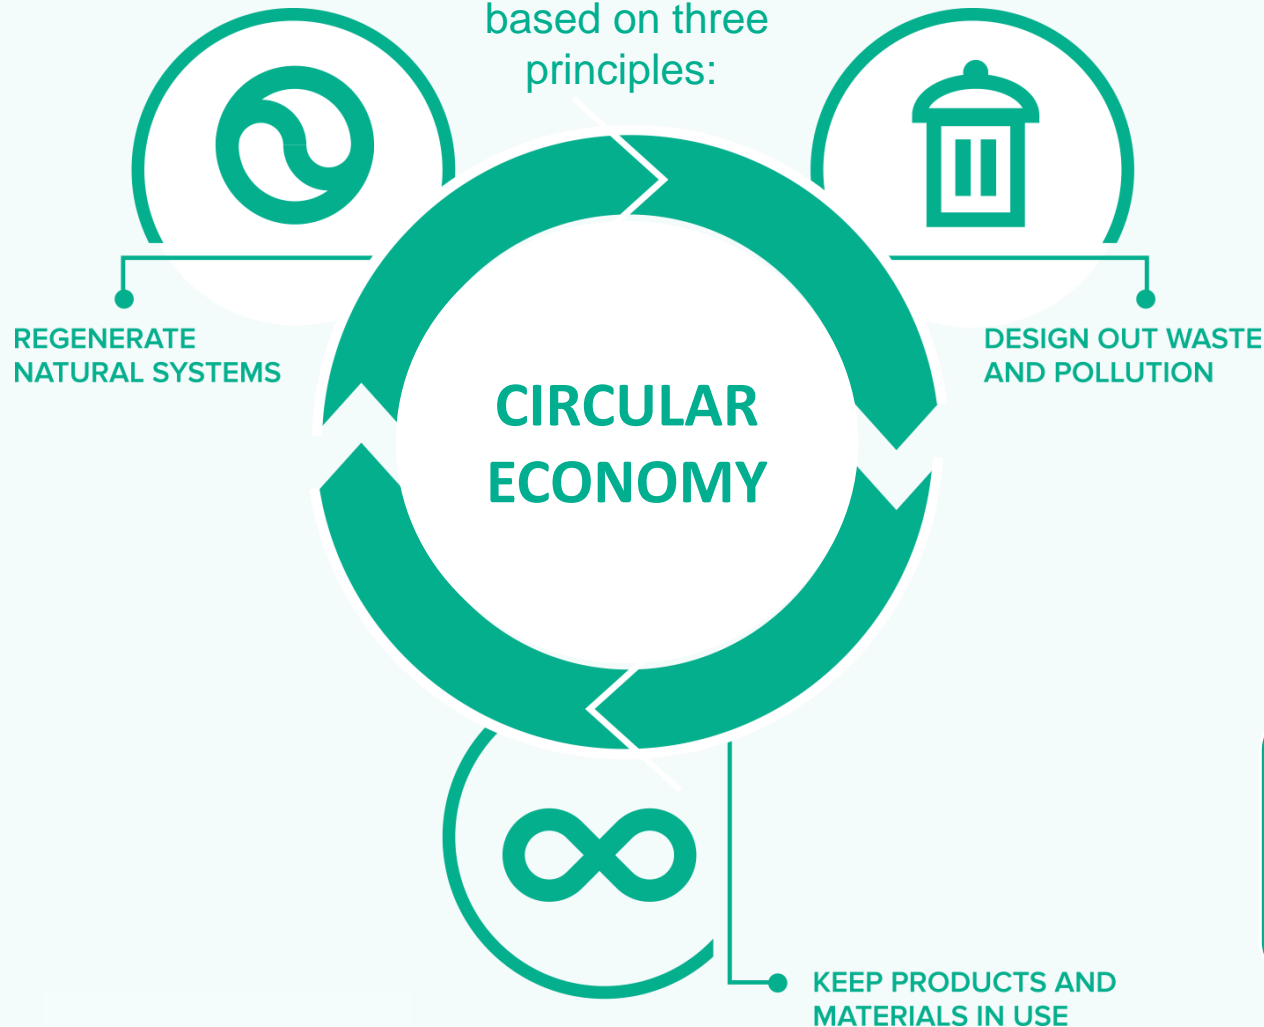 based on three
principles:
REGENERATE
NATURAL SYSTEMS
DESIGN OUT WASTE
AND POLLUTION
CIRCULAR
ECONOMY
KEEP PRODUCTS AND
MATERIALS IN USE